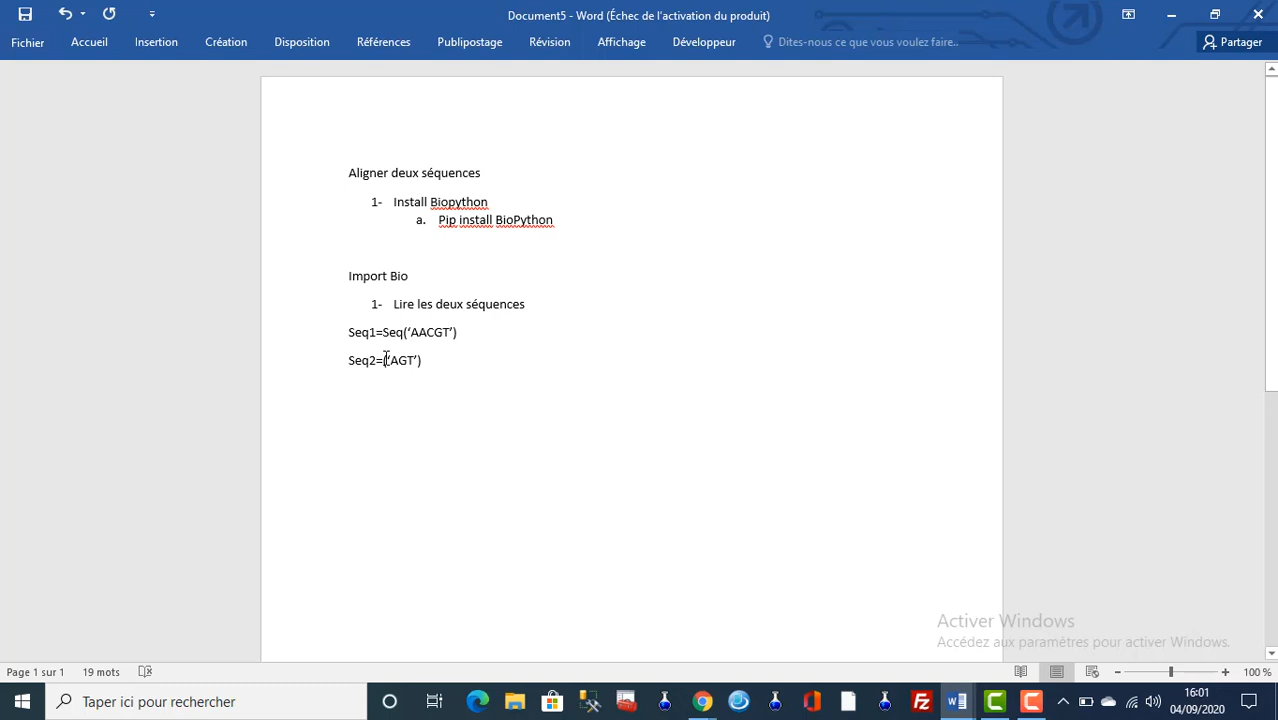 Document5 - Word (Échec de l'activation du produit)
Fichier Accueil Insertion Création Disposition Références Publipostage Révision Affichage Développeur Dites-nous ce que vous voulez faire.. Partager
Aligner deux séquences
1- Install Biopython
a. Pip install BioPython
Import Bio
1- Lire les deux séquences
Seq1=Seq(‘AACGT’)
Seq2=(‘AGT’)
Activer Windows
Accédez aux paramètres pour activer Windows.
Page 1 sur 1 19 mots 100 %
Taper ici pour rechercher
16:01
04/09/2020